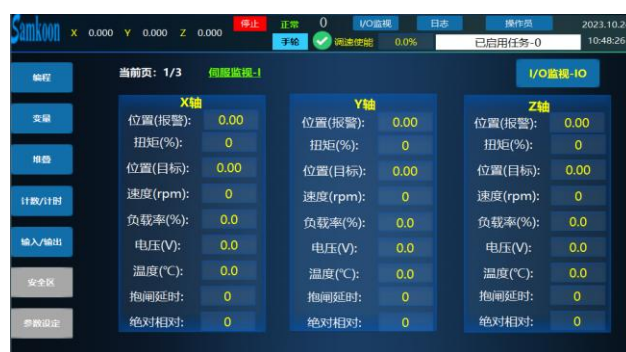 Samkoon X 0.000 Y 0.000 Z 0.000 停止 正常 0 I/O监视 日志 操作员 2023.10.2
手轮 调速使能 0.0% 已启用任务-0 10:48:26
编程 当前页: 1/3 伺服监视-I I/O监视-IO
变量
堆叠
计数/计时
输入/输出
安全区
参数设定
X轴
位置(报警): 0.00
扭矩(%): 0
位置(目标): 0.00
速度(rpm): 0
负载率(%): 0.0
电压(V): 0.0
温度(℃): 0.0
抱闸延时: 0
绝对相对: 0
Y轴
位置(报警): 0.00
扭矩(%): 0
位置(目标): 0.00
速度(rpm): 0
负载率(%): 0.0
电压(V): 0.0
温度(℃): 0.0
抱闸延时: 0
绝对相对: 0
Z轴
位置(报警): 0.00
扭矩(%): 0
位置(目标): 0.00
速度(rpm): 0
负载率(%): 0.0
电压(V): 0.0
温度(℃): 0.0
抱闸延时: 0
绝对相对: 0